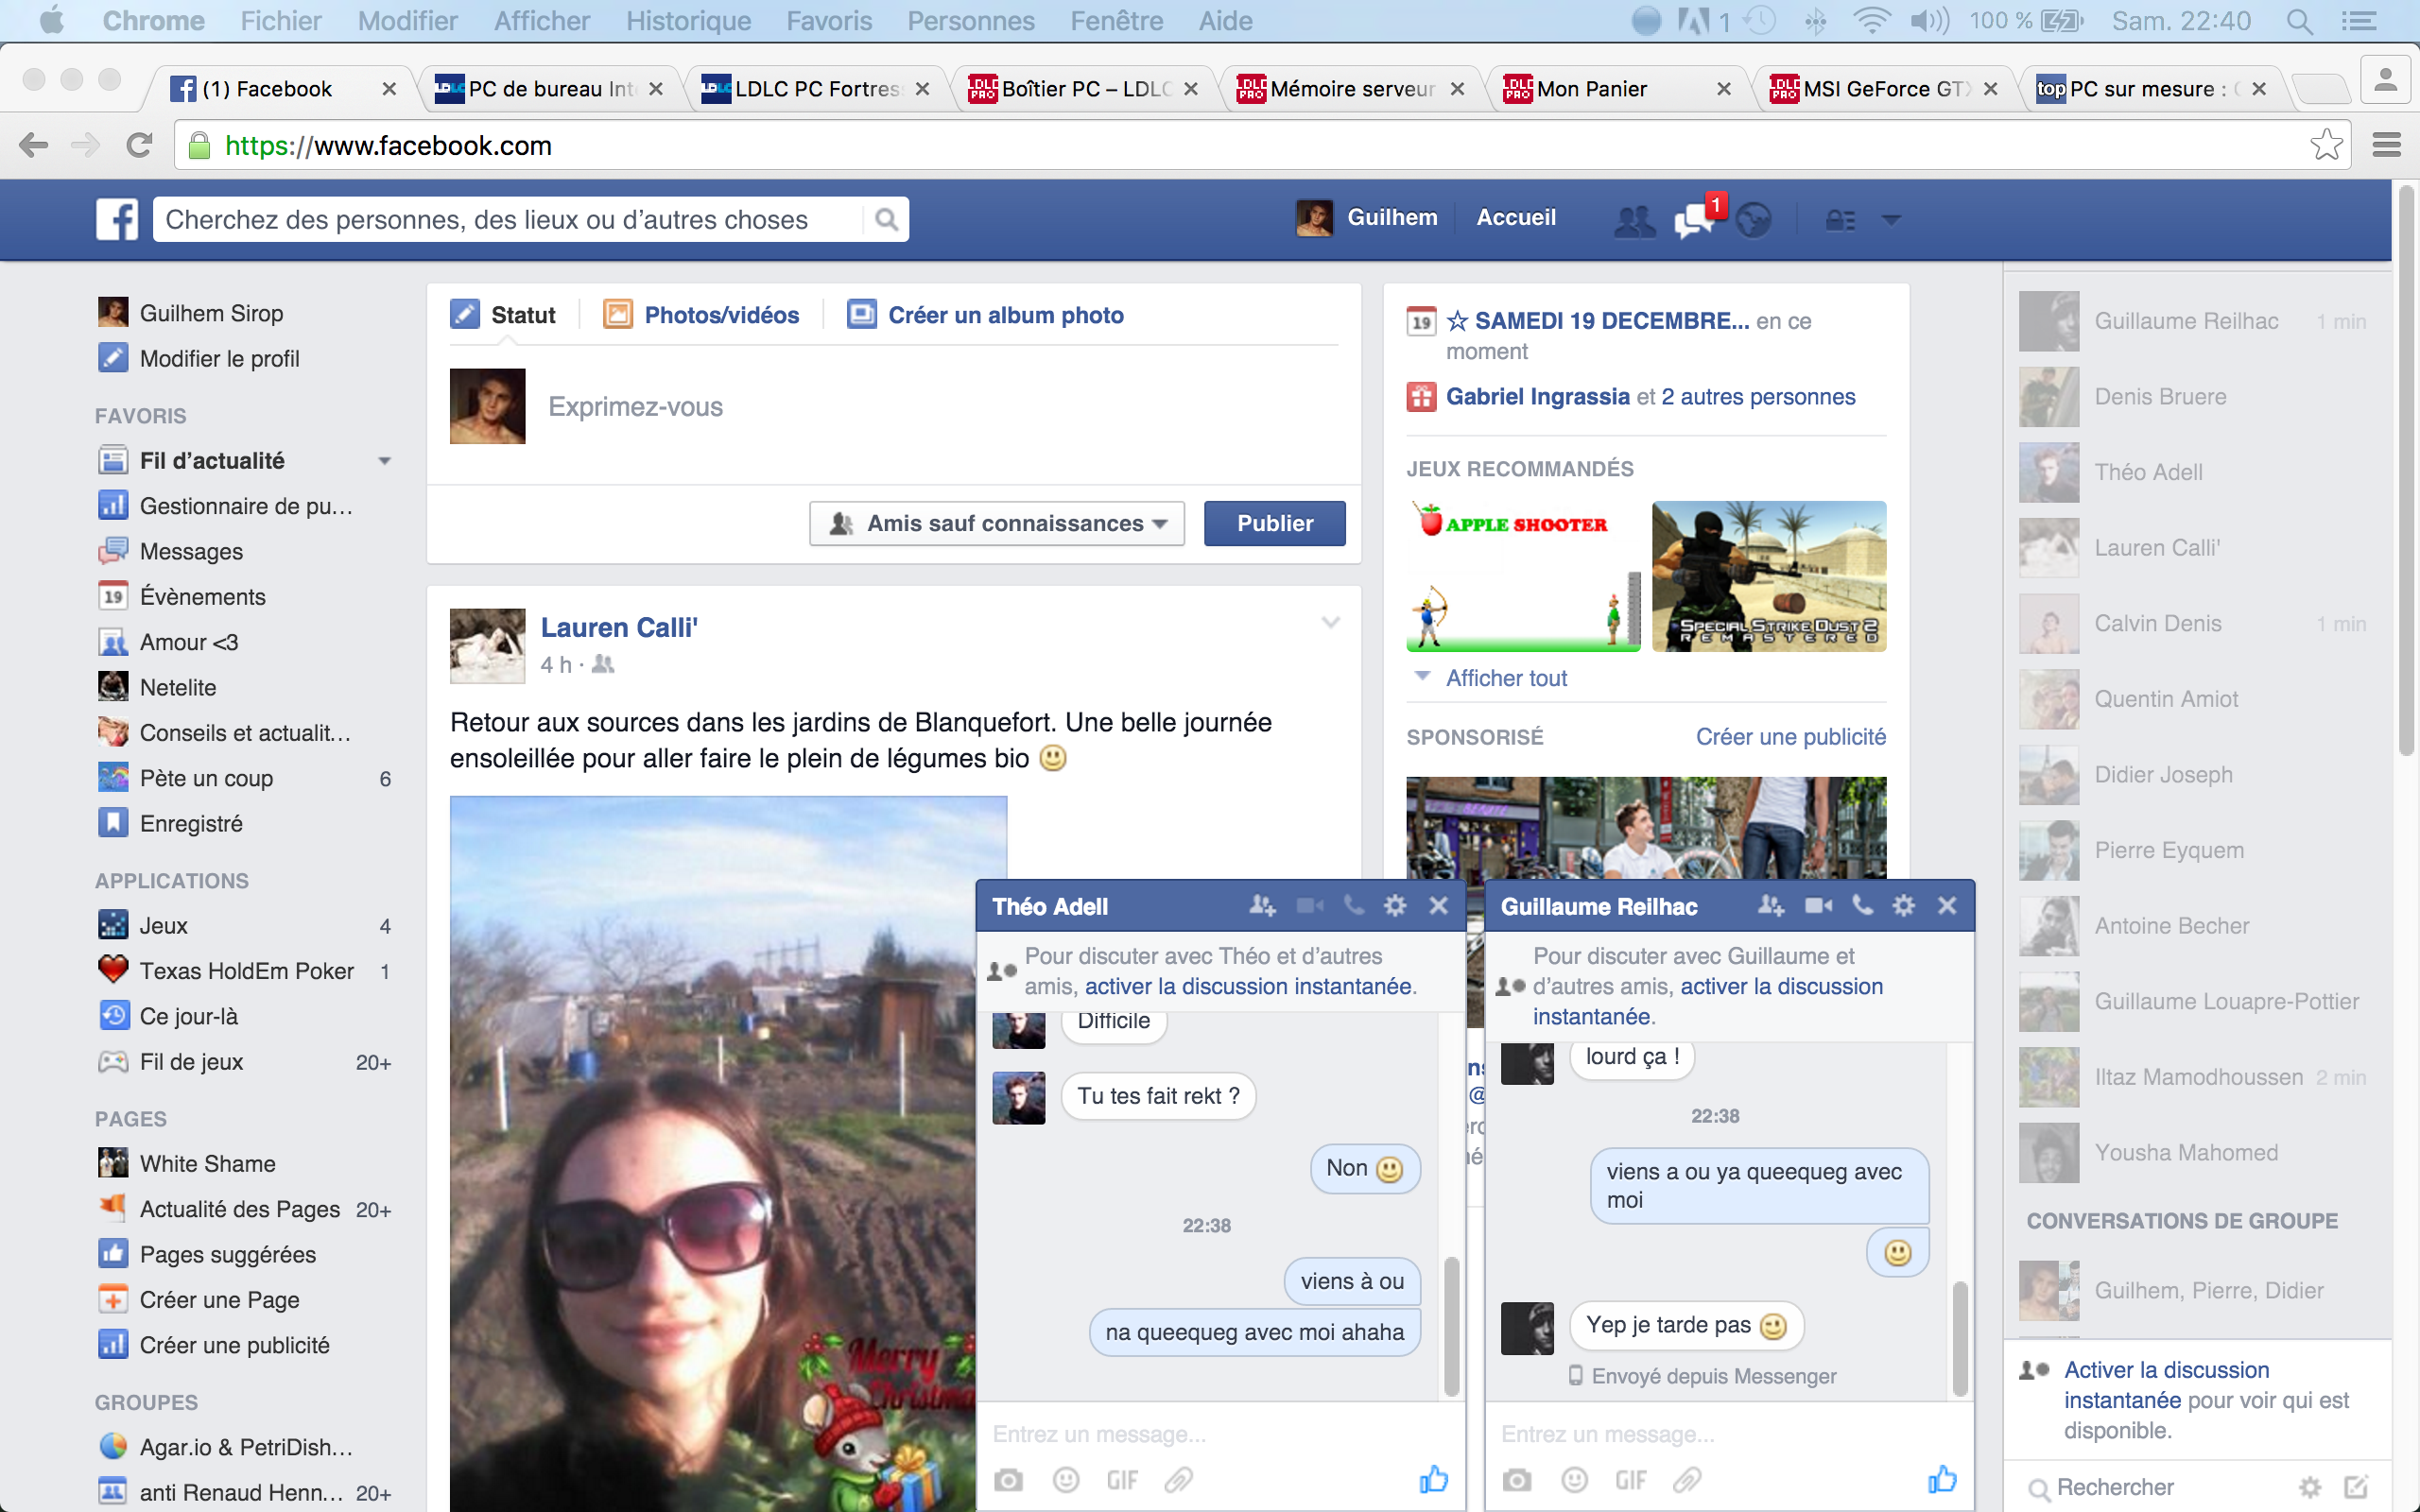 Chrome Fichier Modifier Afficher Historique Favoris Personnes Fenêtre Aide
1 100 % Sam. 22:40
(1) Facebook
PC de bureau Int
LDLC PC Fortres
Boîtier PC – LDLC
Mémoire serveur
Mon Panier
MSI GeForce GTX
top PC sur mesure :
https://www.facebook.com
Cherchez des personnes, des lieux ou d’autres choses
Guilhem
Accueil
1
Guilhem Sirop
Modifier le profil
FAVORIS
Fil d’actualité
Gestionnaire de pu...
Messages
19 Évènements
Amour <3
Netelite
Conseils et actualit...
Pète un coup 6
Enregistré
APPLICATIONS
Jeux 4
Texas HoldEm Poker 1
Ce jour-là
Fil de jeux 20+
PAGES
White Shame
Actualité des Pages 20+
Pages suggérées
Créer une Page
Créer une publicité
GROUPES
Agar.io & PetriDish...
anti Renaud Henn... 20+
Statut
Photos/vidéos
Créer un album photo
Exprimez-vous
Amis sauf connaissances
Publier
Lauren Calli'
4 h ·
Retour aux sources dans les jardins de Blanquefort. Une belle journée
ensoleillée pour aller faire le plein de légumes bio
Merry
Christma
19 SAMEDI 19 DECEMBRE... en ce
moment
Gabriel Ingrassia et 2 autres personnes
JEUX RECOMMANDÉS
APPLE SHOOTER
SPECIAL STRIKE DUST 2
REMASTERED
Afficher tout
SPONSORISÉ
Créer une publicité
Théo Adell
Pour discuter avec Théo et d’autres
amis, activer la discussion instantanée.
Difficile
Tu tes fait rekt ?
Non
22:38
viens à ou
na queequeg avec moi ahaha
Entrez un message...
GIF
Guillaume Reilhac
Pour discuter avec Guillaume et
d’autres amis, activer la discussion
instantanée.
lourd ça !
22:38
viens a ou ya queequeg avec
moi
Yep je tarde pas
Envoyé depuis Messenger
Entrez un message...
GIF
Guillaume Reilhac 1 min
Denis Bruere
Théo Adell
Lauren Calli'
Calvin Denis 1 min
Quentin Amiot
Didier Joseph
Pierre Eyquem
Antoine Becher
Guillaume Louapre-Pottier
Iltaz Mamodhoussen 2 min
Yousha Mahomed
CONVERSATIONS DE GROUPE
Guilhem, Pierre, Didier
Activer la discussion
instantanée pour voir qui est
disponible.
Rechercher